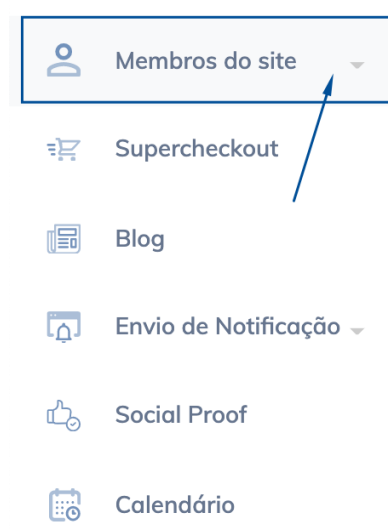 Membros do site
Supercheckout
Blog
Envio de Notificação
Social Proof
Calendário